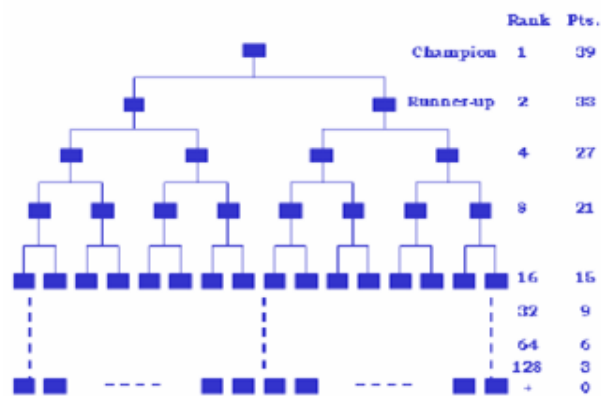 Rank Pts.
Champion 1 39
Runner-up 2 33
4 27
8 21
16 15
32 9
64 6
128 3
+ 0